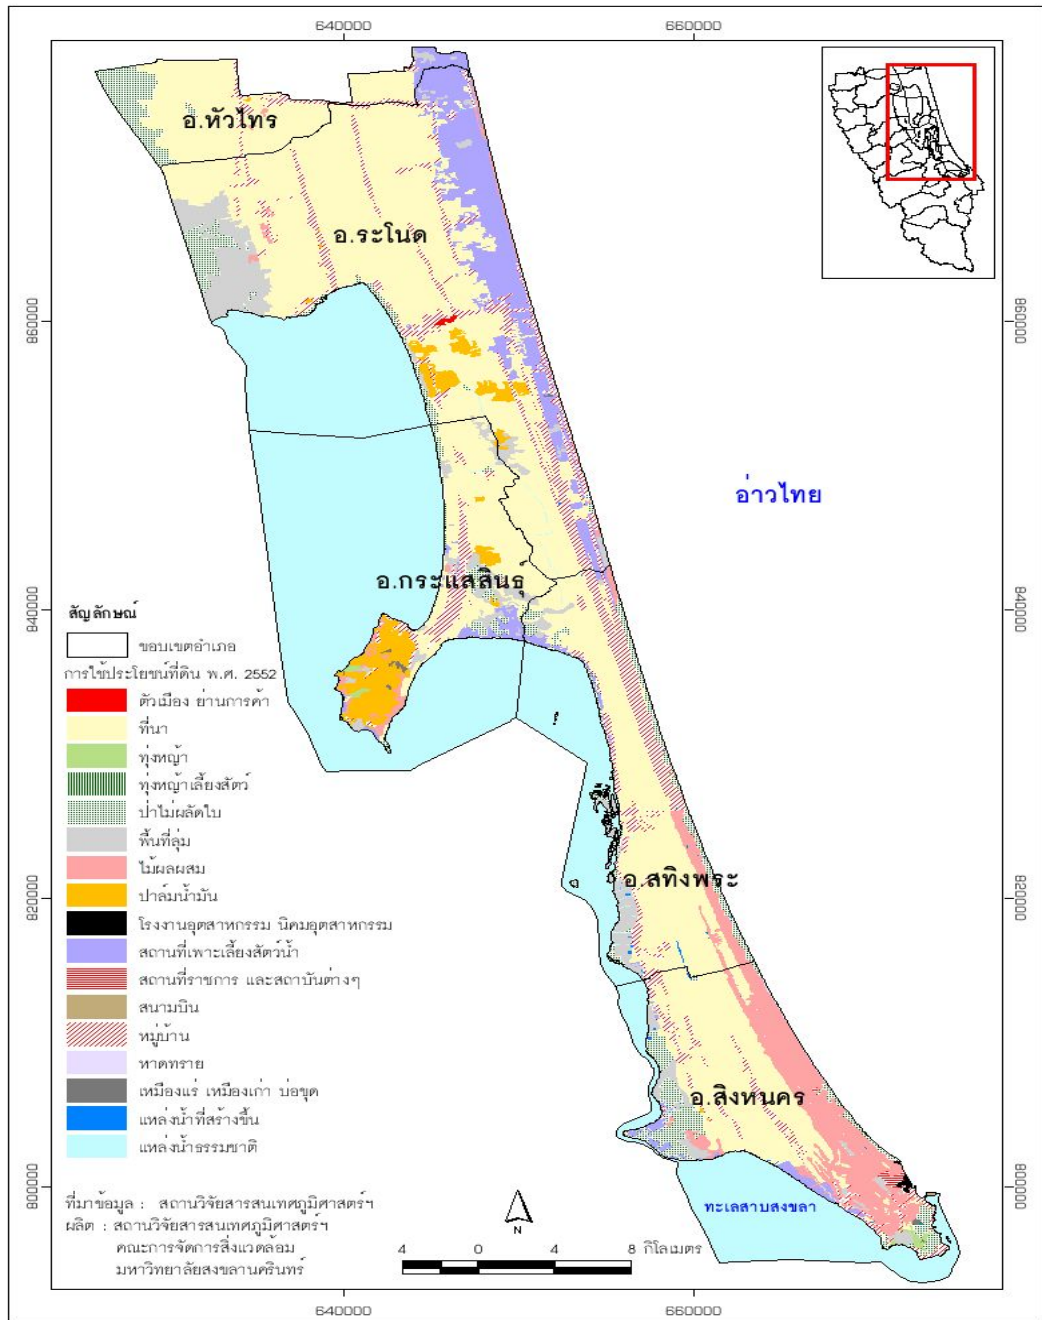 640000
660000
อ.หัวไทร
อ.ระโนด
860000
860000
อ่าวไทย
อ.กระแสสินธุ์
840000
840000
สัญลักษณ์
ขอบเขตอำเภอ
การใช้ประโยชน์ที่ดิน พ.ศ. 2552
ตัวเมือง ย่านการค้า
ที่นา
ทุ่งหญ้า
ทุ่งหญ้าเลี้ยงสัตว์
ป่าไม้ผลัดใบ
พื้นที่ลุ่ม
ไม้ผลผสม
ปาล์มน้ำมัน
โรงงานอุตสาหกรรม นิคมอุตสาหกรรม
สถานที่เพาะเลี้ยงสัตว์น้ำ
สถานที่ราชการ และสถาบันต่างๆ
สนามบิน
หมู่บ้าน
หาดทราย
เหมืองแร่ เหมืองเก่า บ่อขุด
แหล่งน้ำที่สร้างขึ้น
แหล่งน้ำธรรมชาติ
อ.สทิงพระ
820000
820000
อ.สิงหนคร
800000
800000
ทะเลสาบสงขลา
ที่มาข้อมูล : สถานวิจัยสารสนเทศภูมิศาสตร์ฯ
ผลิต : สถานวิจัยสารสนเทศภูมิศาสตร์ฯ
คณะการจัดการสิ่งแวดล้อม
มหาวิทยาลัยสงขลานครินทร์
N
4 0 4 8 กิโลเมตร
640000
660000